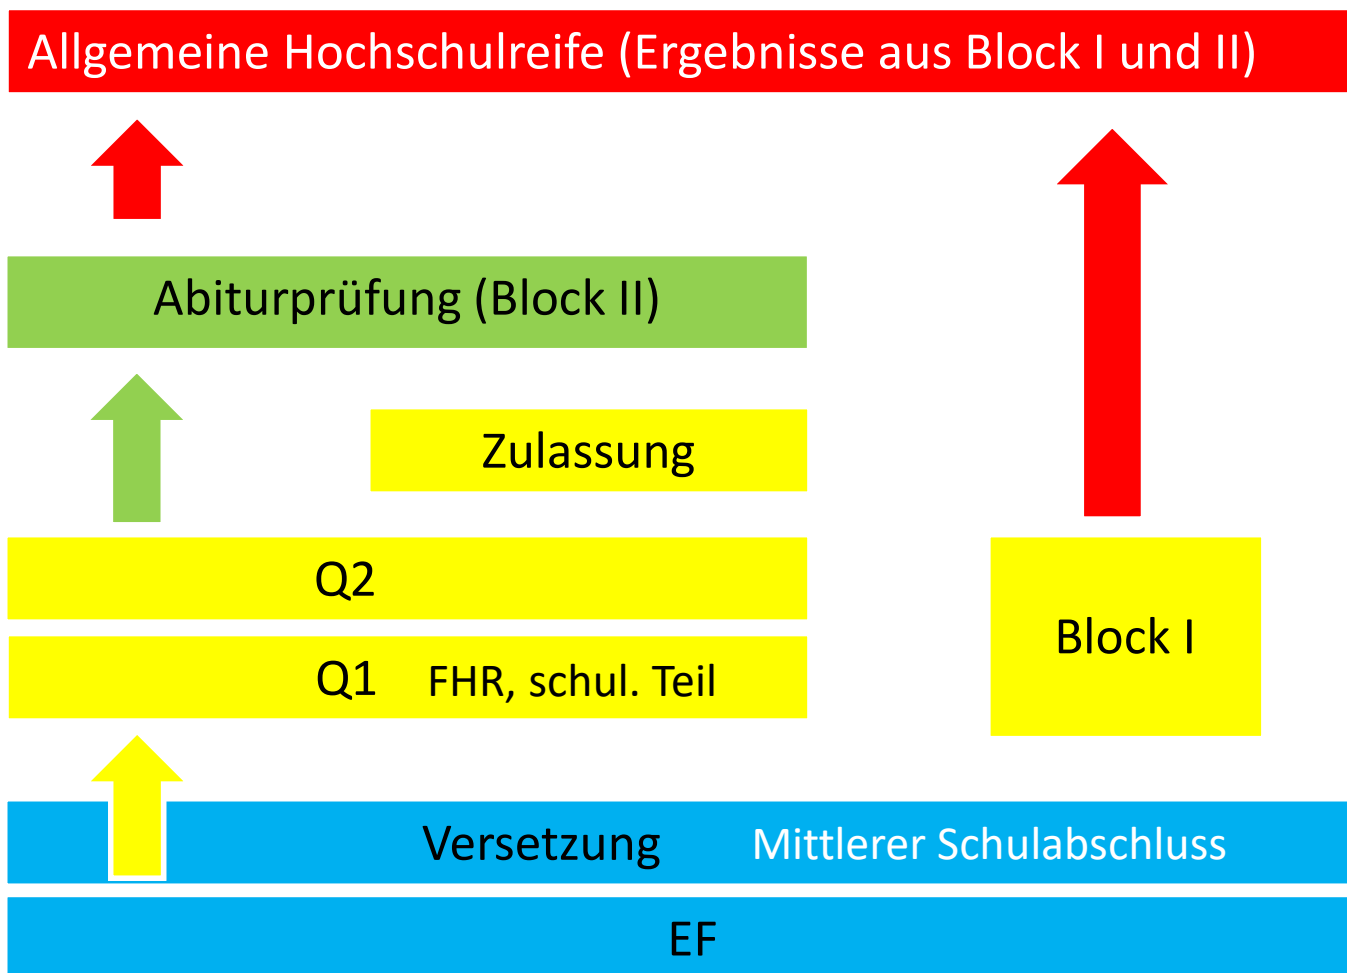 Allgemeine Hochschulreife (Ergebnisse aus Block I und II)
Abiturprüfung (Block II)
Zulassung
Q2
Block I
Q1 FHR, schul. Teil
Versetzung Mittlerer Schulabschluss
EF